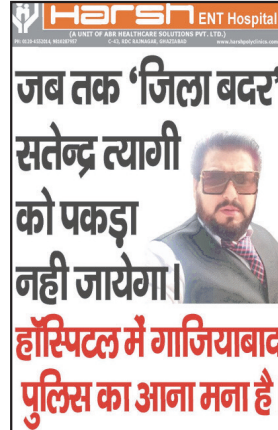 Harsh ENT Hospital
(A UNIT OF ABR HEALTHCARE SOLUTIONS PVT. LTD.)
C-43, RDC RAJNAGAR, GHAZIABAD www.harshpolyclinics.com
जब तक ‘जिला बदर’
सतेन्द्र त्यागी
को पकड़ा
नही जायेगा।
हॉस्पिटल में गाजियाबाद
पुलिस का आना मना है